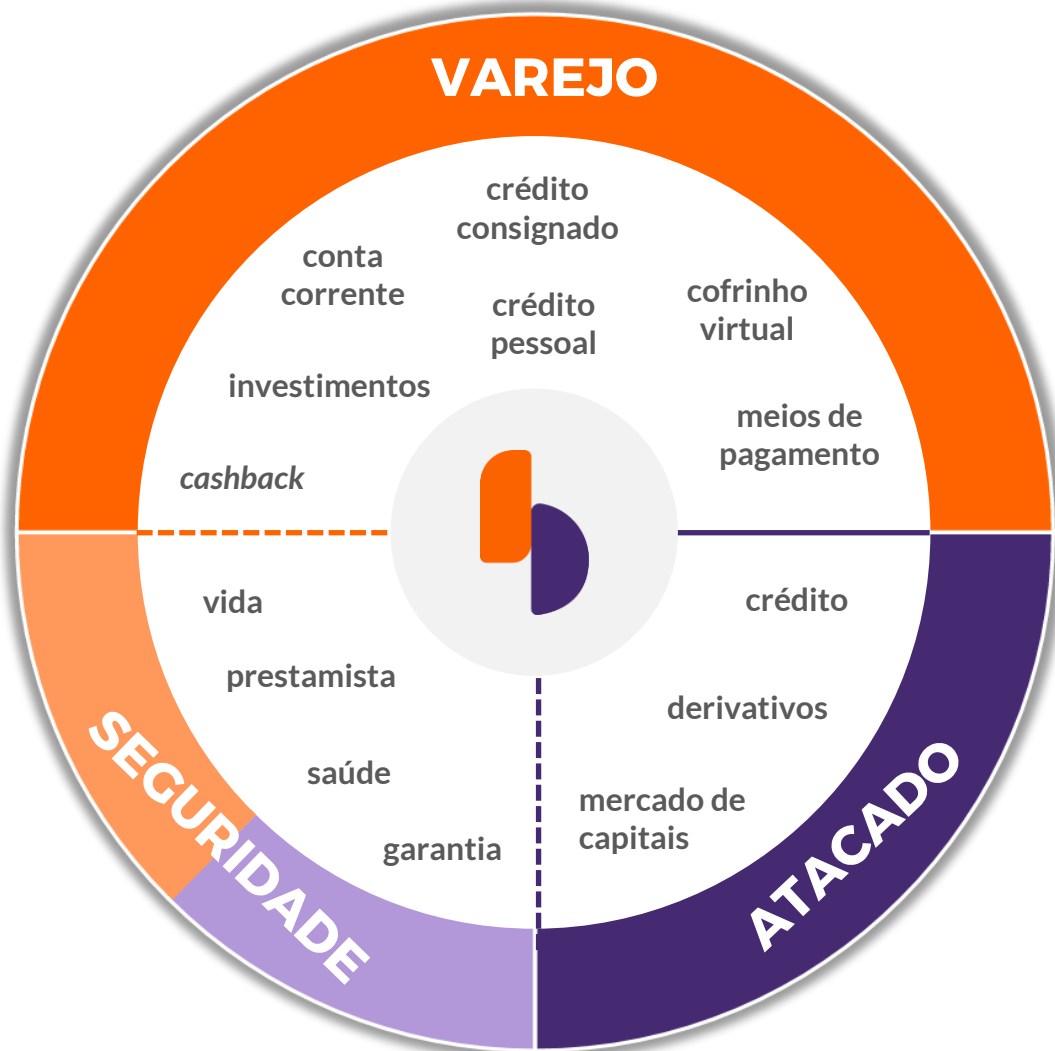 VAREJO
crédito
consignado
conta
corrente
crédito
pessoal
cofrinho
virtual
investimentos
meios de
pagamento
cashback
vida
prestamista
saúde
garantia
SEGURIDADE
crédito
derivativos
mercado de
capitais
ATACADO